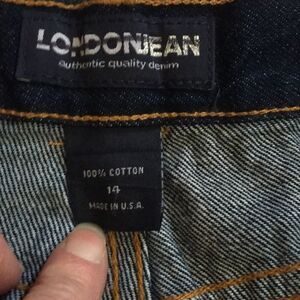 LONDONJEAN
authentic quality denim
100% COTTON
14
MADE IN U.S.A.